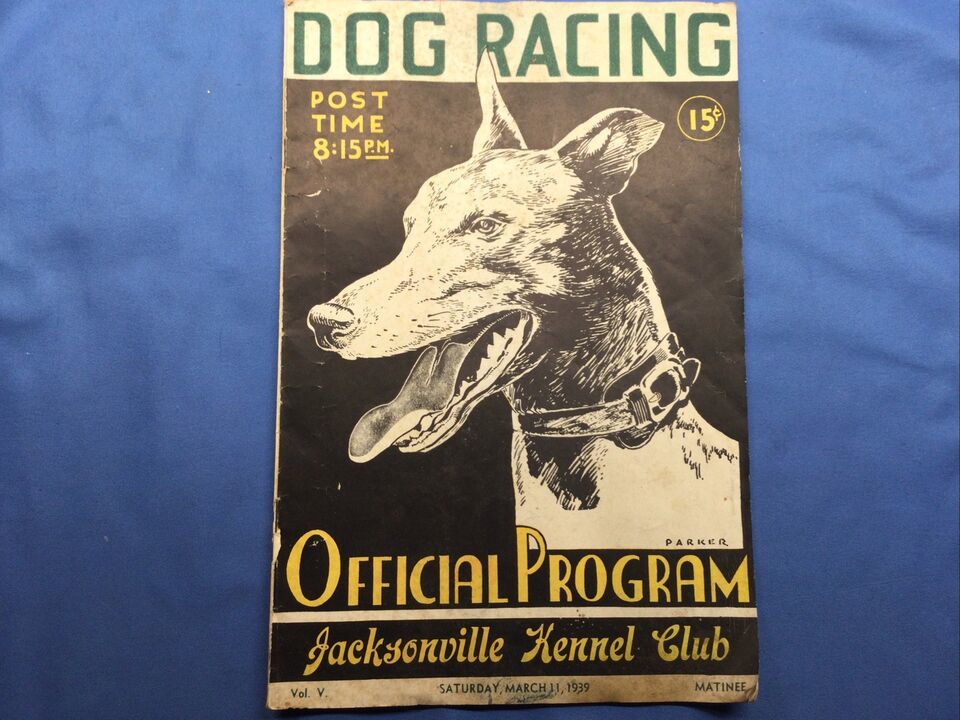 DOG RACING
POST
TIME
8:15 P.M.
15¢
PARKER
OFFICIAL PROGRAM
Jacksonville Kennel Club
Vol. V. SATURDAY, MARCH 11, 1939 MATINEE